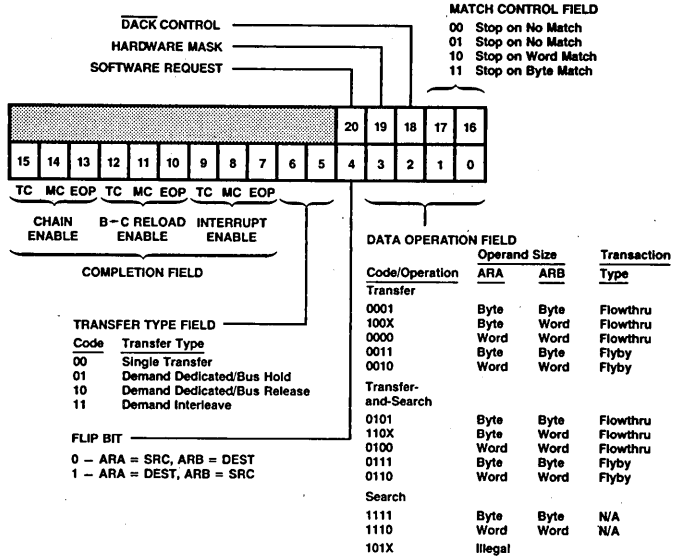 MATCH CONTROL FIELD
00 Stop on No Match
01 Stop on No Match
10 Stop on Word Match
11 Stop on Byte Match
DACK CONTROL
HARDWARE MASK
SOFTWARE REQUEST
20 19 18 17 16
15 14 13 12 11 10 9 8 7 6 5 4 3 2 1 0
TC MC EOP TC MC EOP TC MC EOP
CHAIN ENABLE
B–C RELOAD ENABLE
INTERRUPT ENABLE
COMPLETION FIELD
TRANSFER TYPE FIELD
Code Transfer Type
00 Single Transfer
01 Demand Dedicated/Bus Hold
10 Demand Dedicated/Bus Release
11 Demand Interleave
FLIP BIT
0 – ARA = SRC, ARB = DEST
1 – ARA = DEST, ARB = SRC
DATA OPERATION FIELD
Operand Size Transaction
Code/Operation ARA ARB Type
Transfer
0001 Byte Byte Flowthru
100X Byte Word Flowthru
0000 Word Word Flowthru
0011 Byte Byte Flyby
0010 Word Word Flyby
Transfer-
and-Search
0101 Byte Byte Flowthru
110X Byte Word Flowthru
0100 Word Word Flowthru
0111 Byte Byte Flyby
0110 Word Word Flyby
Search
1111 Byte Byte N/A
1110 Word Word N/A
101X Illegal